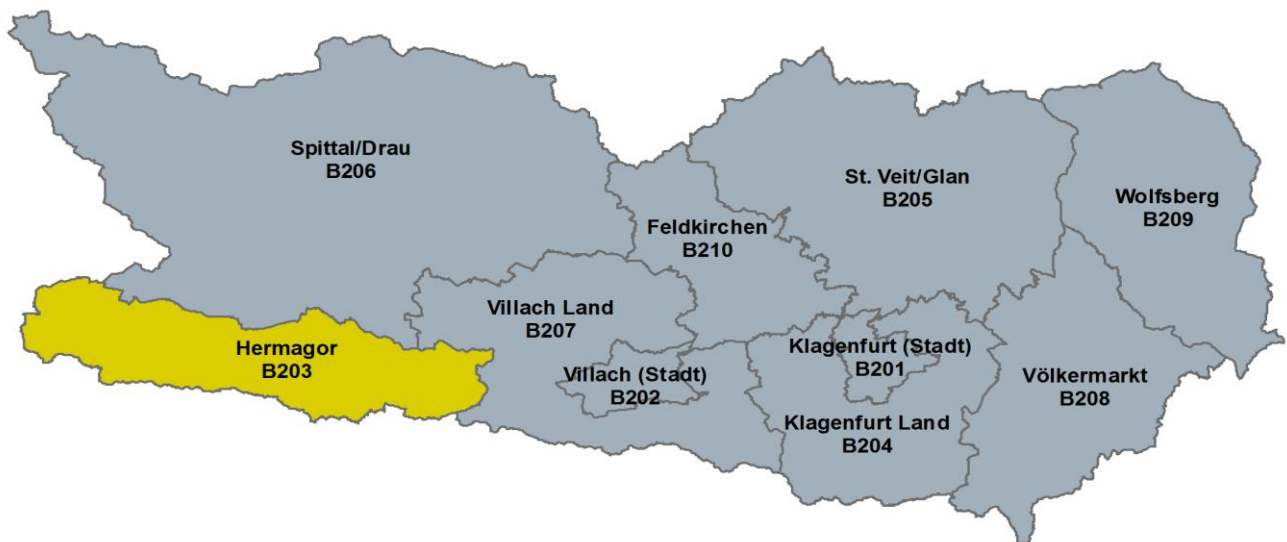 Spittal/Drau
B206
St. Veit/Glan
B205
Wolfsberg
B209
Feldkirchen
B210
Villach Land
B207
Hermagor
B203
Klagenfurt (Stadt)
B201
Villach (Stadt)
B202
Völkermarkt
B208
Klagenfurt Land
B204